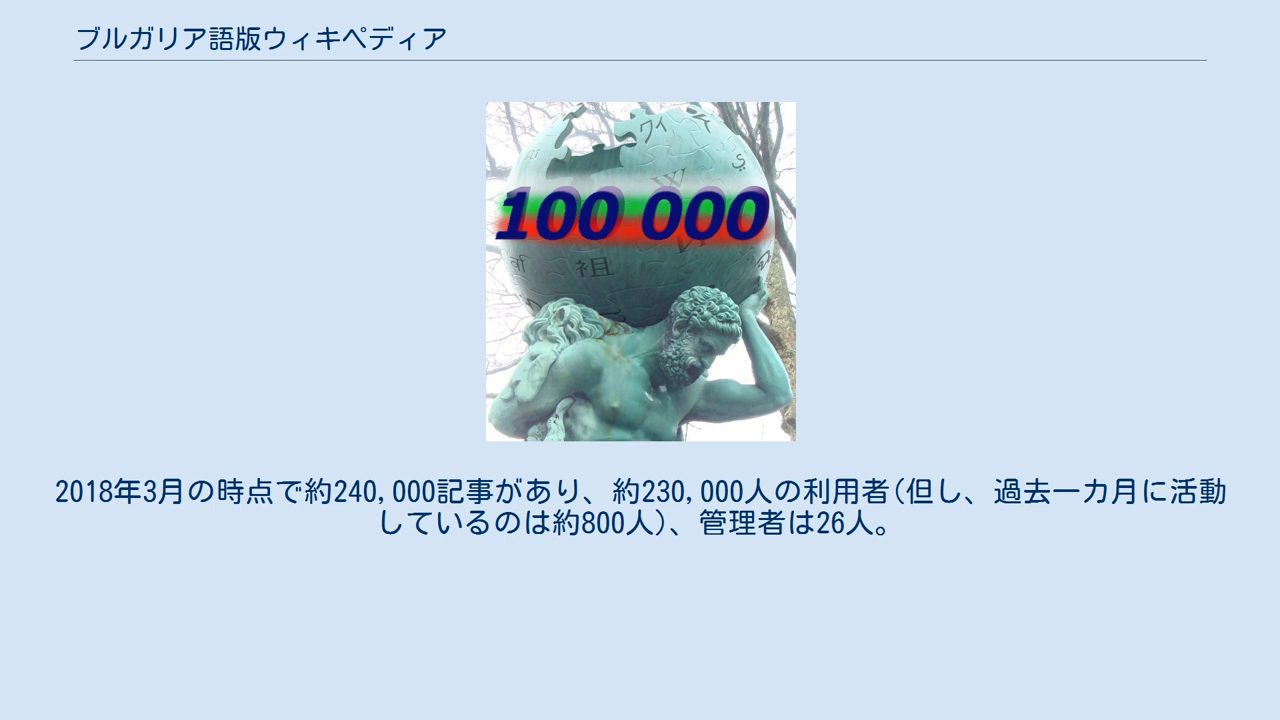 ブルガリア語版ウィキペディア
ワィ
W
100 000
祖
2018年3月の時点で約240,000記事があり、約230,000人の利用者(但し、過去一カ月に活動
しているのは約800人)、管理者は26人。